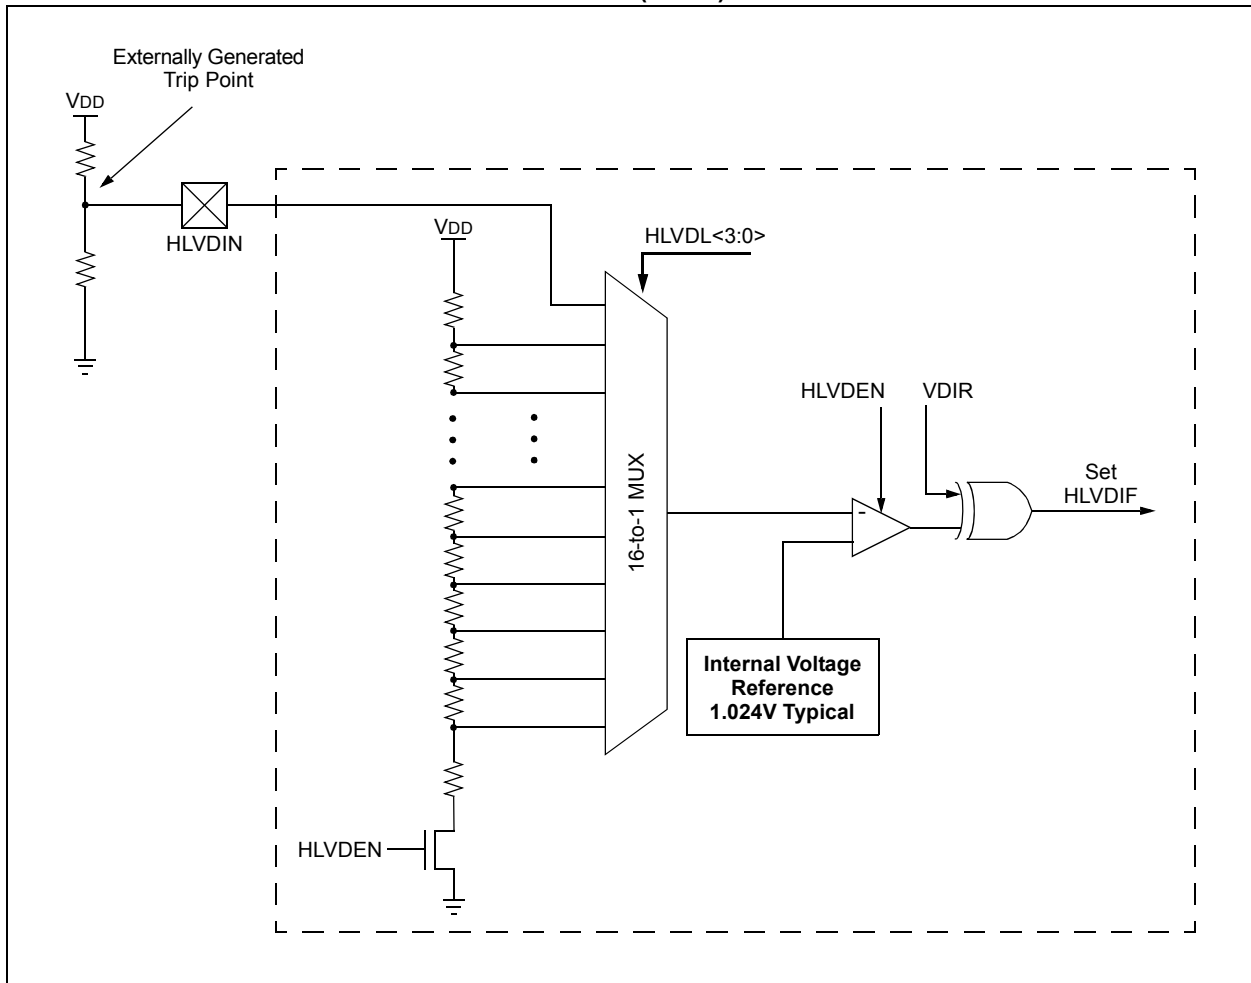 Externally Generated
Trip Point
VDD
HLVDIN
VDD
HLVDL<3:0>
16-to-1 MUX
HLVDEN
VDIR
-
Set
HLVDIF
Internal Voltage
Reference
1.024V Typical
HLVDEN